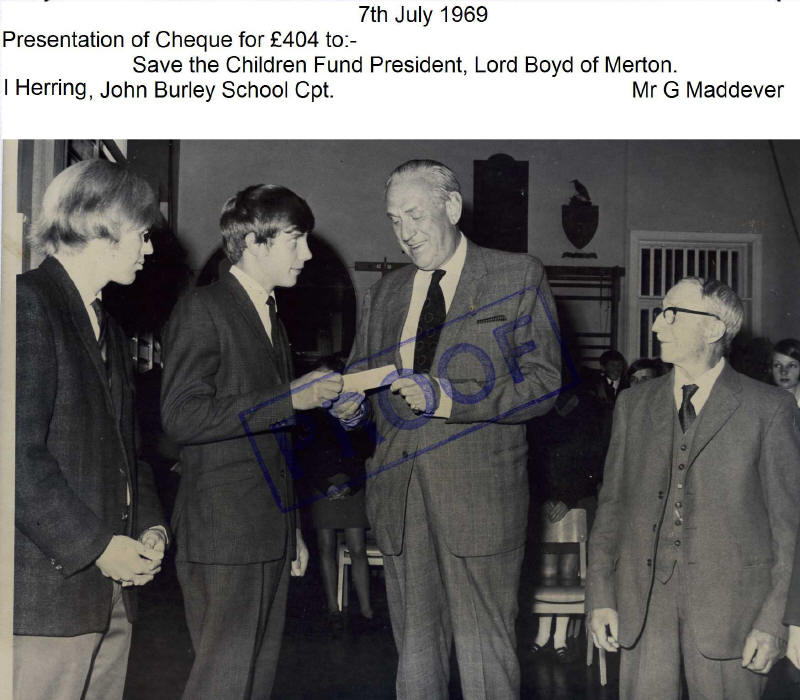 7th July 1969
Presentation of Cheque for £404 to:-
Save the Children Fund President, Lord Boyd of Merton.
I Herring, John Burley School Cpt. Mr G Maddever
PROOF